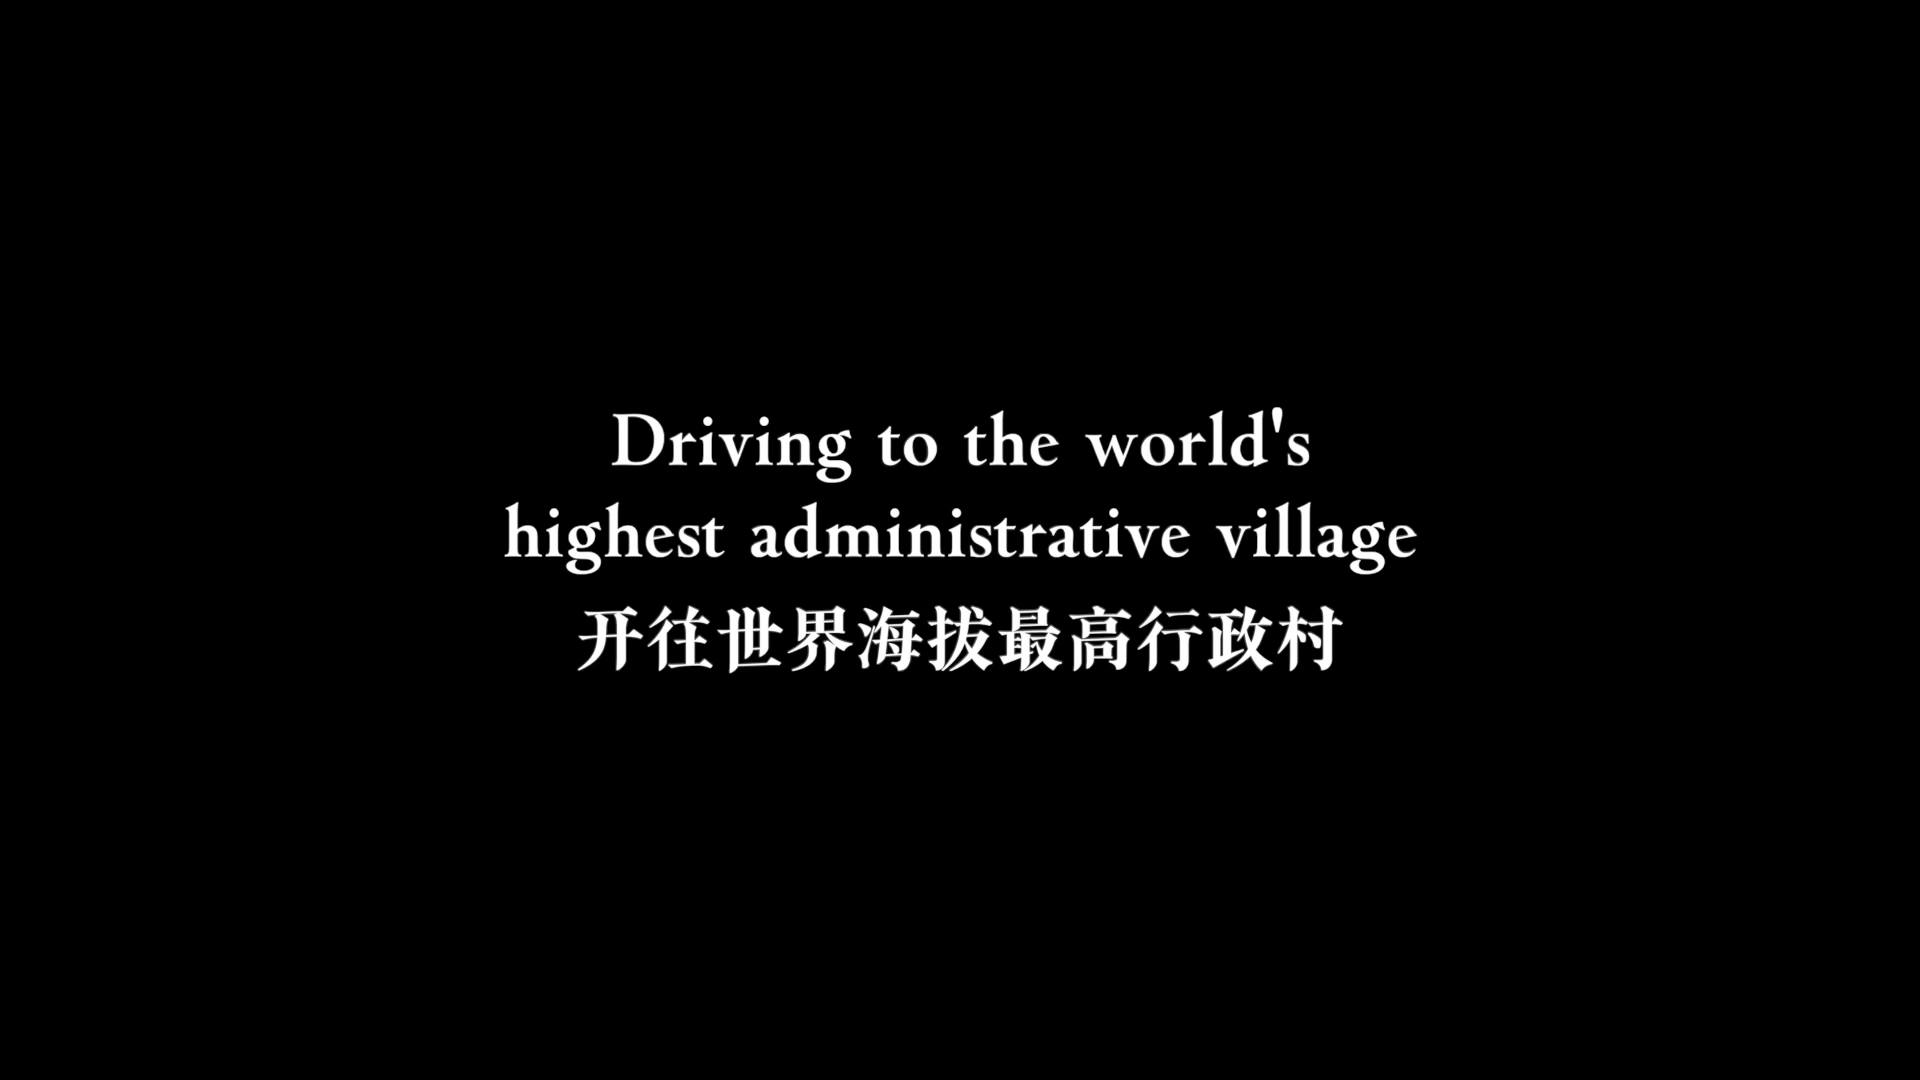 Driving to the world's
highest administrative village
开往世界海拔最高行政村